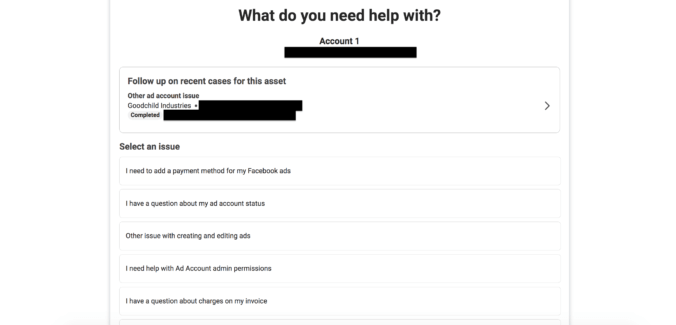 What do you need help with?
Account 1
Follow up on recent cases for this asset
Other ad account issue
Goodchild Industries •
Completed
Select an issue
I need to add a payment method for my Facebook ads
I have a question about my ad account status
Other issue with creating and editing ads
I need help with Ad Account admin permissions
I have a question about charges on my invoice